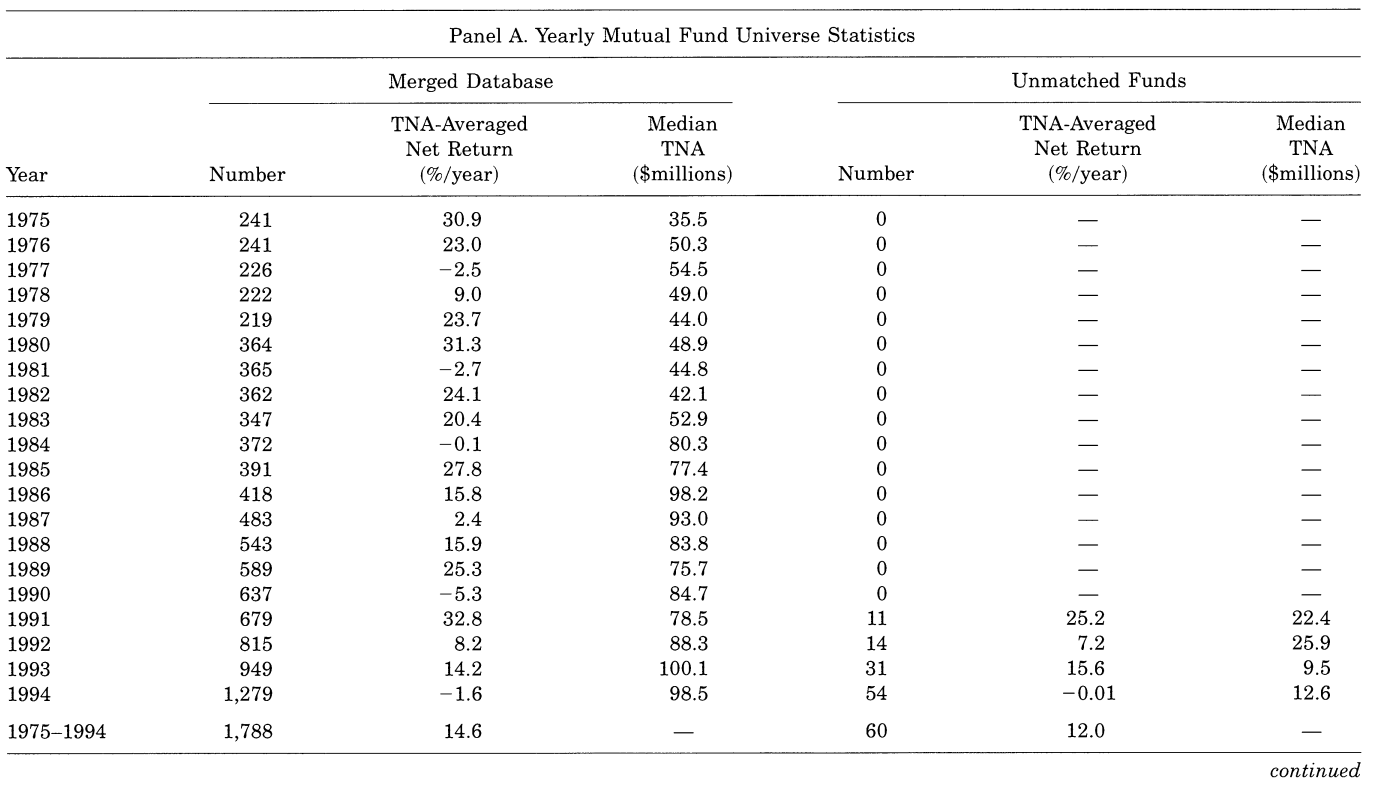 Panel A. Yearly Mutual Fund Universe Statistics
Merged Database Unmatched Funds
TNA-Averaged Median TNA-Averaged Median
Net Return TNA Net Return TNA
Year Number (%/year) ($millions) Number (%/year) ($millions)
1975 241 30.9 35.5 0 — —
1976 241 23.0 50.3 0 — —
1977 226 −2.5 54.5 0 — —
1978 222 9.0 49.0 0 — —
1979 219 23.7 44.0 0 — —
1980 364 31.3 48.9 0 — —
1981 365 −2.7 44.8 0 — —
1982 362 24.1 42.1 0 — —
1983 347 20.4 52.9 0 — —
1984 372 −0.1 80.3 0 — —
1985 391 27.8 77.4 0 — —
1986 418 15.8 98.2 0 — —
1987 483 2.4 93.0 0 — —
1988 543 15.9 83.8 0 — —
1989 589 25.3 75.7 0 — —
1990 637 −5.3 84.7 0 — —
1991 679 32.8 78.5 11 25.2 22.4
1992 815 8.2 88.3 14 7.2 25.9
1993 949 14.2 100.1 31 15.6 9.5
1994 1,279 −1.6 98.5 54 −0.01 12.6
1975–1994 1,788 14.6 — 60 12.0 —
continued